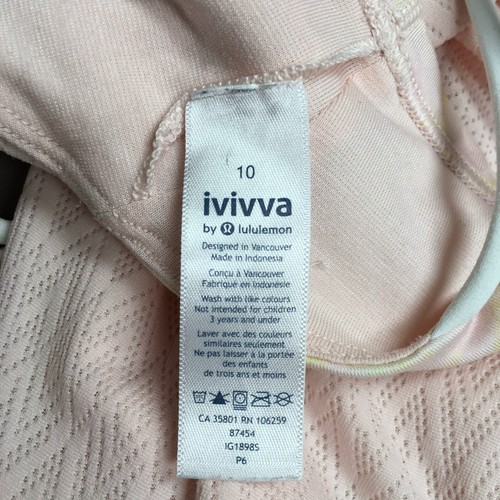 10
ivivva
by lululemon
Designed in Vancouver
Made in Indonesia
Conçu à Vancouver
Fabrique en Indonésie
Wash with like colours
Not intended for children
3 years and under
Laver avec des couleurs
similaires seulement
Ne pas laisser à la portée
des enfants
de trois ans et moins
CA 35801 RN 106259
87454
IG1898S
P6